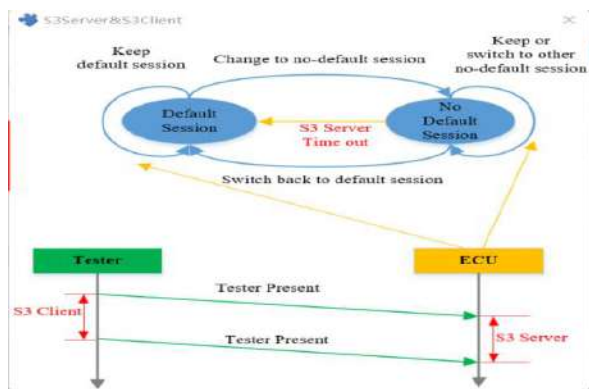 S3Server&S3Client
Keep
default session
Change to no-default session
Keep or
switch to other
no-default session
Default
Session
No
Default
Session
S3 Server
Time out
Switch back to default session
Tester
ECU
Tester Present
S3 Client
Tester Present
S3 Server